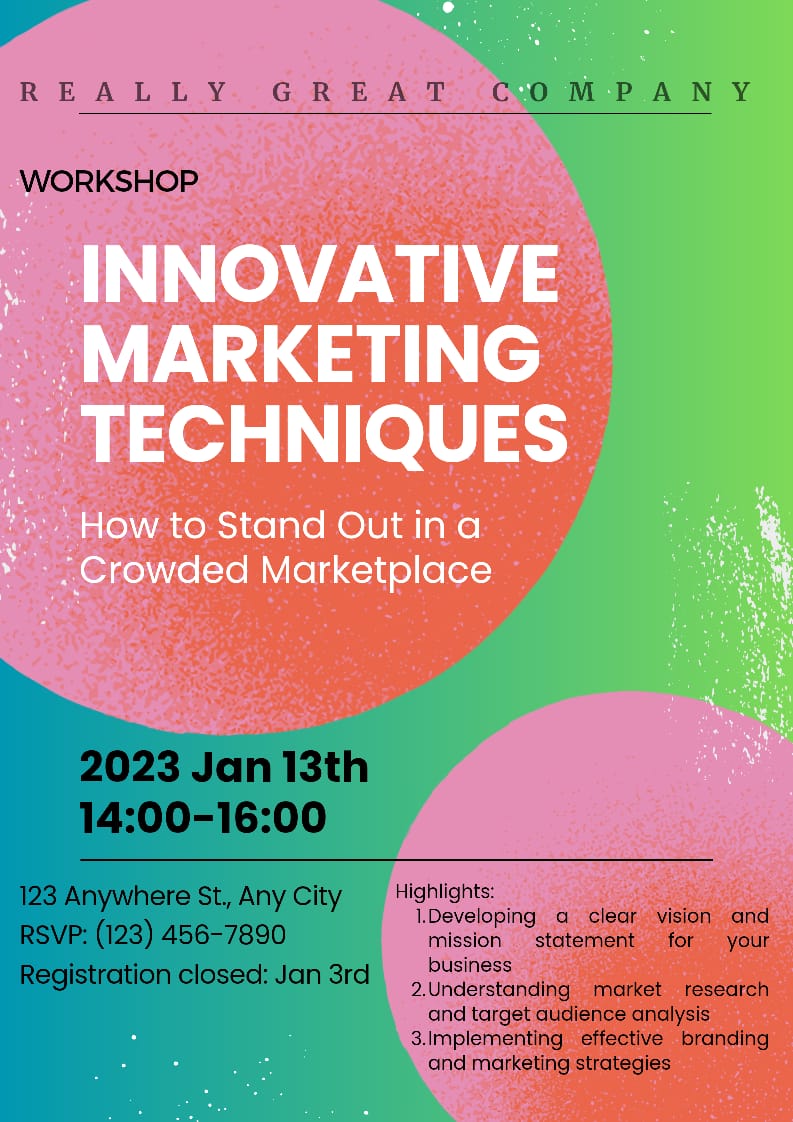 REALLY GREAT COMPANY
WORKSHOP
INNOVATIVE
MARKETING
TECHNIQUES
How to Stand Out in a
Crowded Marketplace
2023 Jan 13th
14:00-16:00
123 Anywhere St., Any City
RSVP: (123) 456-7890
Registration closed: Jan 3rd
Highlights:
1. Developing a clear vision and
mission statement for your
business
2. Understanding market research
and target audience analysis
3. Implementing effective branding
and marketing strategies